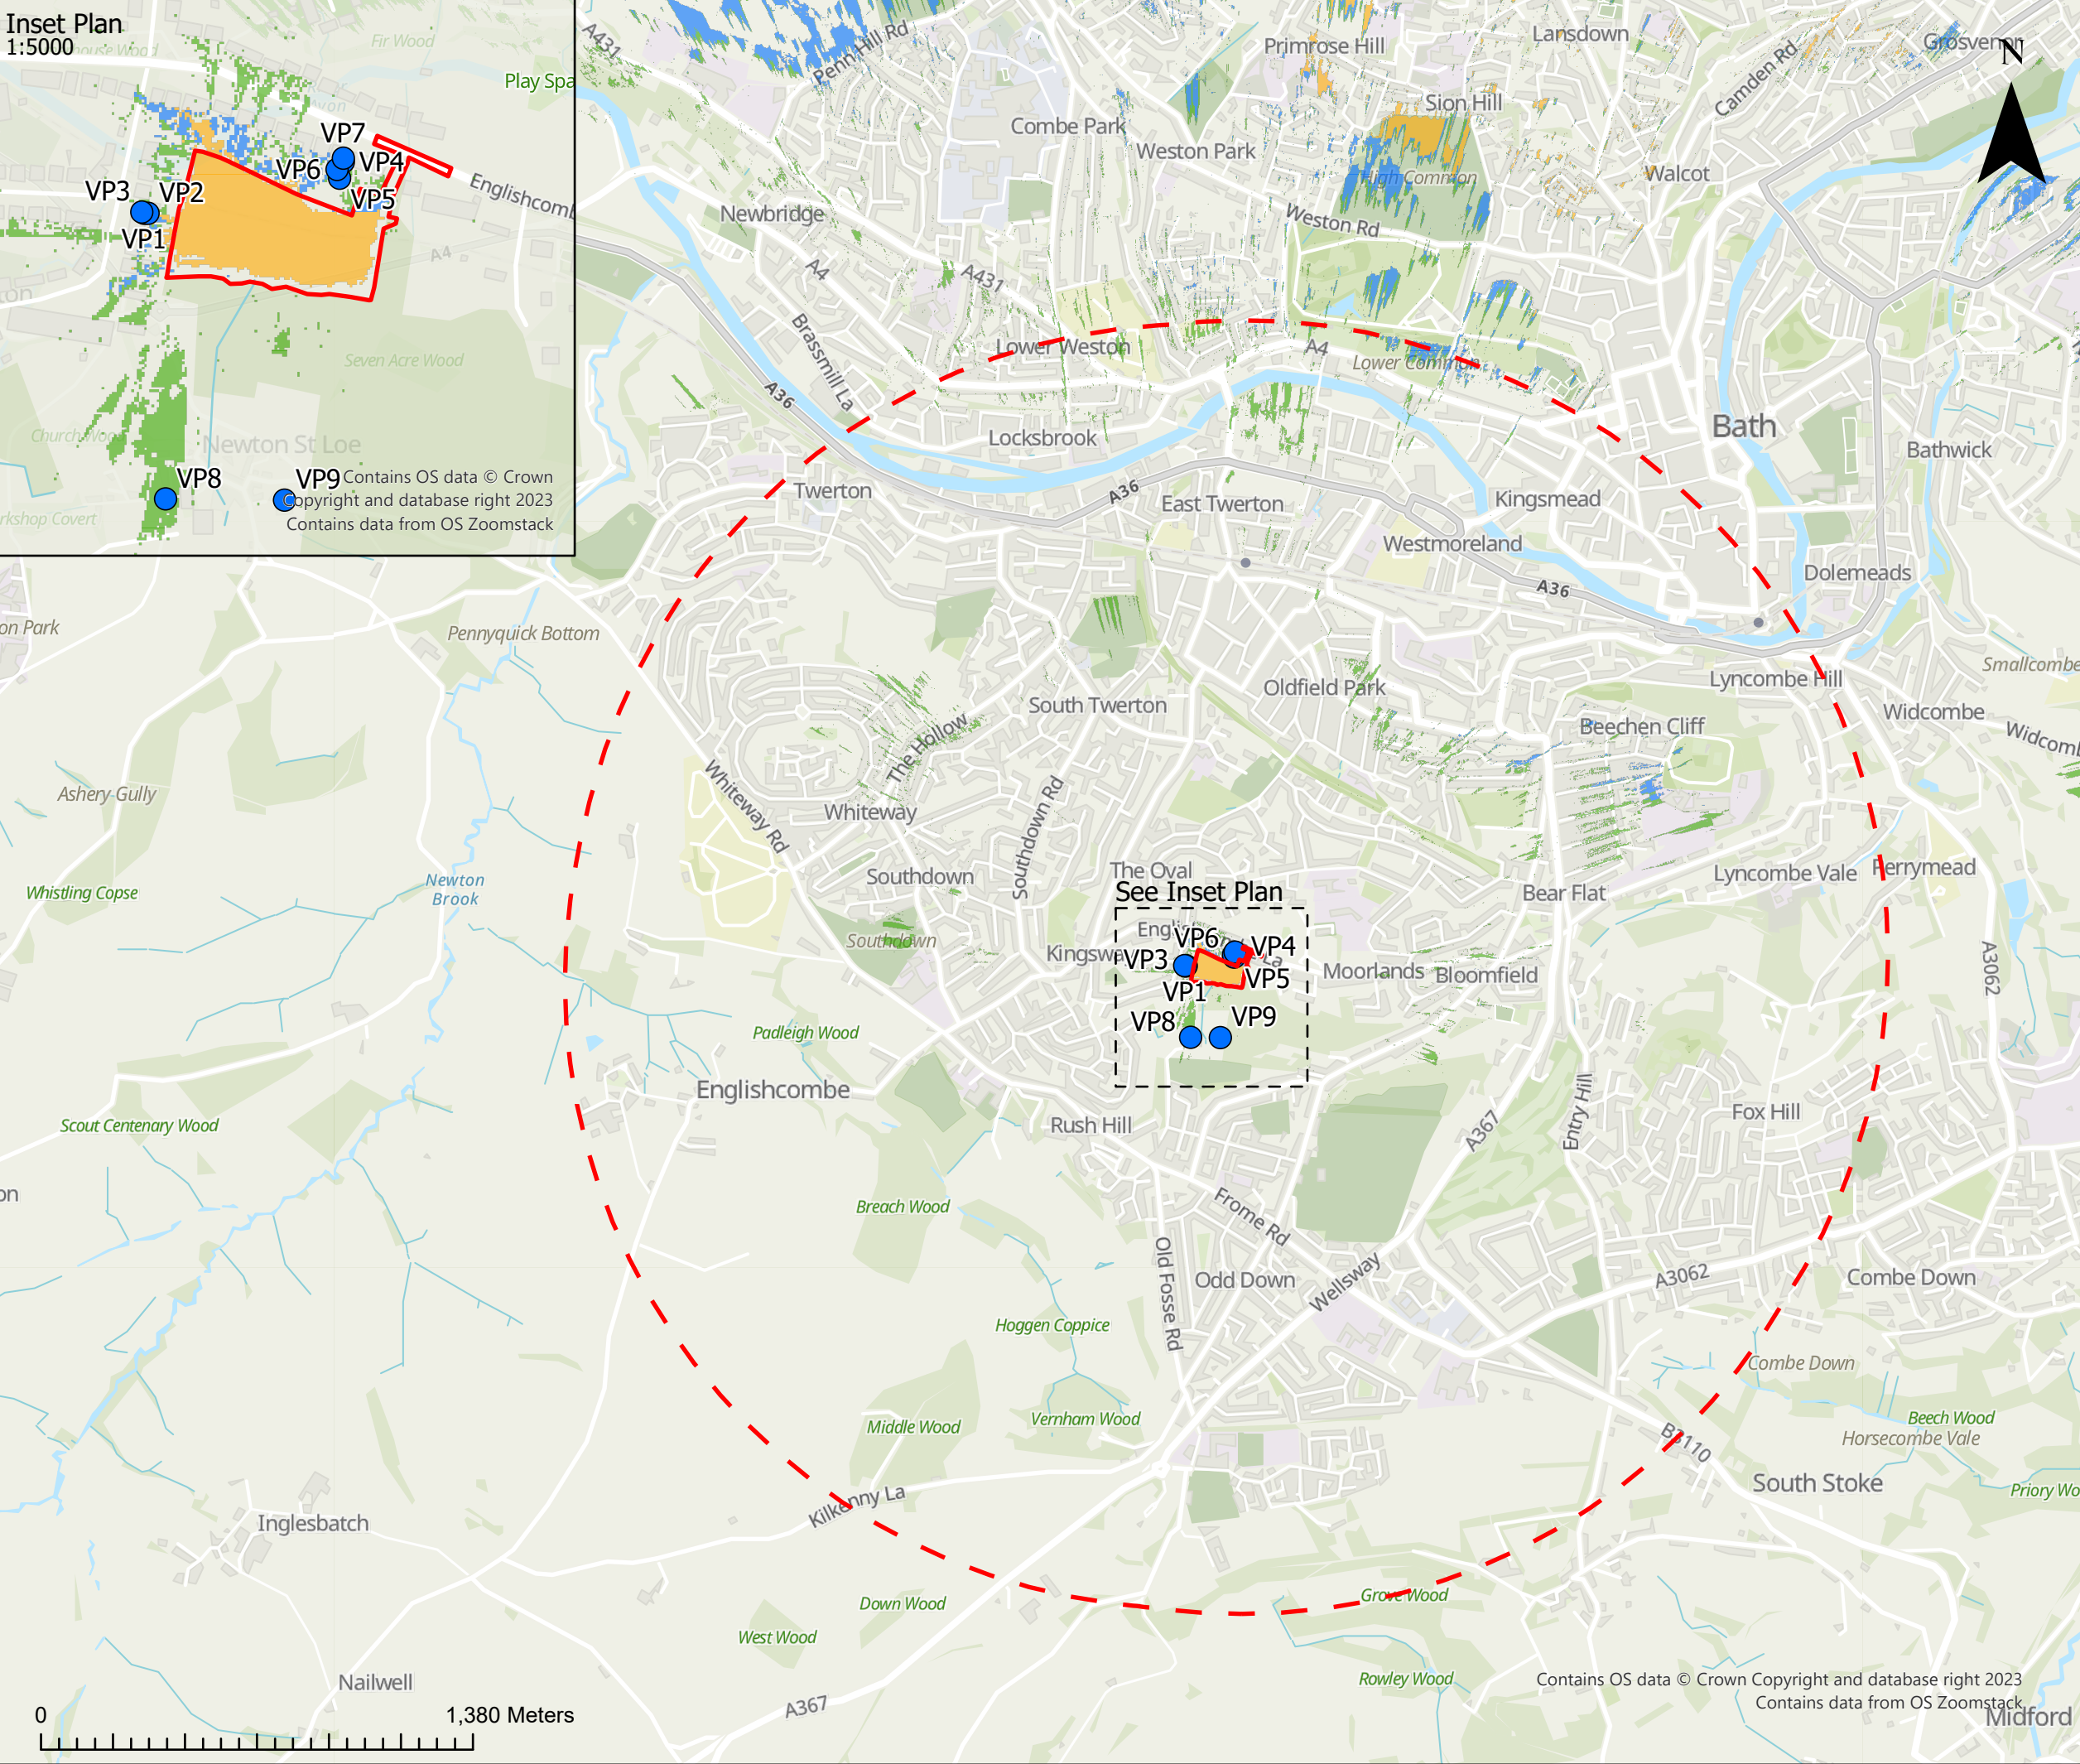 Inset Plan
1:5000
Fir Wood
Play Spa
VP7
VP6
VP4
VP5
VP3
VP2
VP1
Englishcomb
A4
Seven Acre Wood
Church Wood
Newton St Loe
VP8
VP9
rkshop Covert
Contains OS data © Crown
Copyright and database right 2023
Contains data from OS Zoomstack
A431
Penn Hill Rd
Primrose Hill
Lansdown
Grosvenor
N
Camden Rd
Sion Hill
Combe Park
Weston Park
High Common
Walcot
Newbridge
Weston Rd
A4
A431
Brassmill La
Lower Weston
A4
Lower Common
A36
Locksbrook
Bath
Bathwick
Twerton
A36
East Twerton
Kingsmead
Westmoreland
A36
Dolemeads
on Park
Pennyquick Bottom
Smallcombe
Lyncombe Hill
Oldfield Park
South Twerton
Beechen Cliff
Widcombe
Widcomb
The Hollow
Ashery Gully
Whiteway Rd
Whiteway
Southdown Rd
Whistling Copse
Newton
Brook
Southdown
The Oval
See Inset Plan
Bear Flat
Lyncombe Vale
Perrymead
Southdown
Kingswa
Englis
La
VP6
VP4
VP3
VP5
VP1
VP8
VP9
Moorlands
Bloomfield
A3062
Padleigh Wood
Englishcombe
Scout Centenary Wood
Rush Hill
A367
Entry Hill
Fox Hill
on
Breach Wood
Frome Rd
Old Fosse Rd
Odd Down
Wellsway
A3062
Combe Down
Hoggen Coppice
Combe Down
Middle Wood
Vernham Wood
Beech Wood
Horsecombe Vale
B3110
South Stoke
Priory Wo
Kilkenny La
Inglesbatch
Down Wood
Grove Wood
West Wood
Rowley Wood
Nailwell
A367
Contains OS data © Crown Copyright and database right 2023
Contains data from OS Zoomstack
Midford
0
1,380 Meters